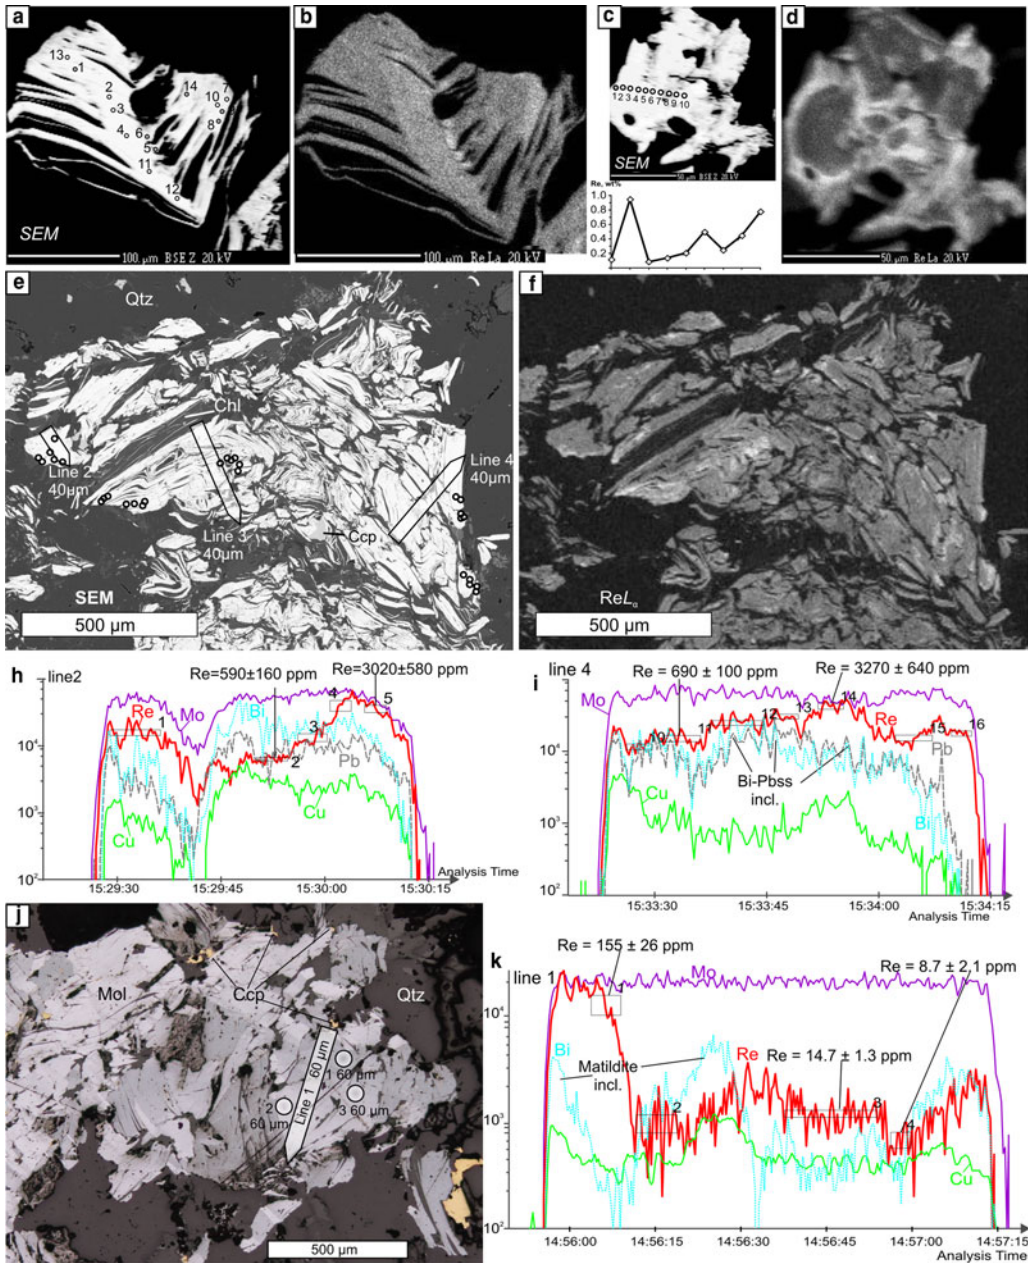 a
13
1
2
3
4
5
6
11
12
14
7
10
8
SEM
100 µm BSE Z 20 kV
b
100 µm ReLa 20 kV
c
1 2 3 4 5 6 7 8 9 10
SEM
50 µm BSE Z 20 kV
Re, wt%
1.0
0.8
0.6
0.4
0.2
d
50 µm ReLa 20 kV
e
Qtz
Chl
Line 2
40µm
Line 3
40µm
Line 4
40µm
Ccp
SEM
500 µm
f
ReLα
500 µm
h
line2
Re=590±160 ppm
Re=3020±580 ppm
Re
1
Mo
Bi
4
5
3
2
Pb
Cu
Cu
10⁴
10³
10²
15:29:30
15:29:45
15:30:00
15:30:15
Analysis Time
i
line 4
Re = 690 ± 100 ppm
Re = 3270 ± 640 ppm
Mo
10
11
12
13
14
Re
15
16
Pb
Bi-Pbss
incl.
Cu
Bi
10⁴
10³
10²
15:33:30
15:33:45
15:34:00
15:34:15
Analysis Time
j
Mol
Ccp
Qtz
Line 1 60 µm
1 60 µm
2
60 µm
3 60 µm
500 µm
k
line 1
Re = 155 ± 26 ppm
Mo
Re = 8.7 ± 2.1 ppm
1
Bi
Matildite
incl.
Re
Re = 14.7 ± 1.3 ppm
2
3
4
Cu
10⁴
10³
10²
14:56:00
14:56:15
14:56:30
14:56:45
14:57:00
14:57:15
Analysis Time